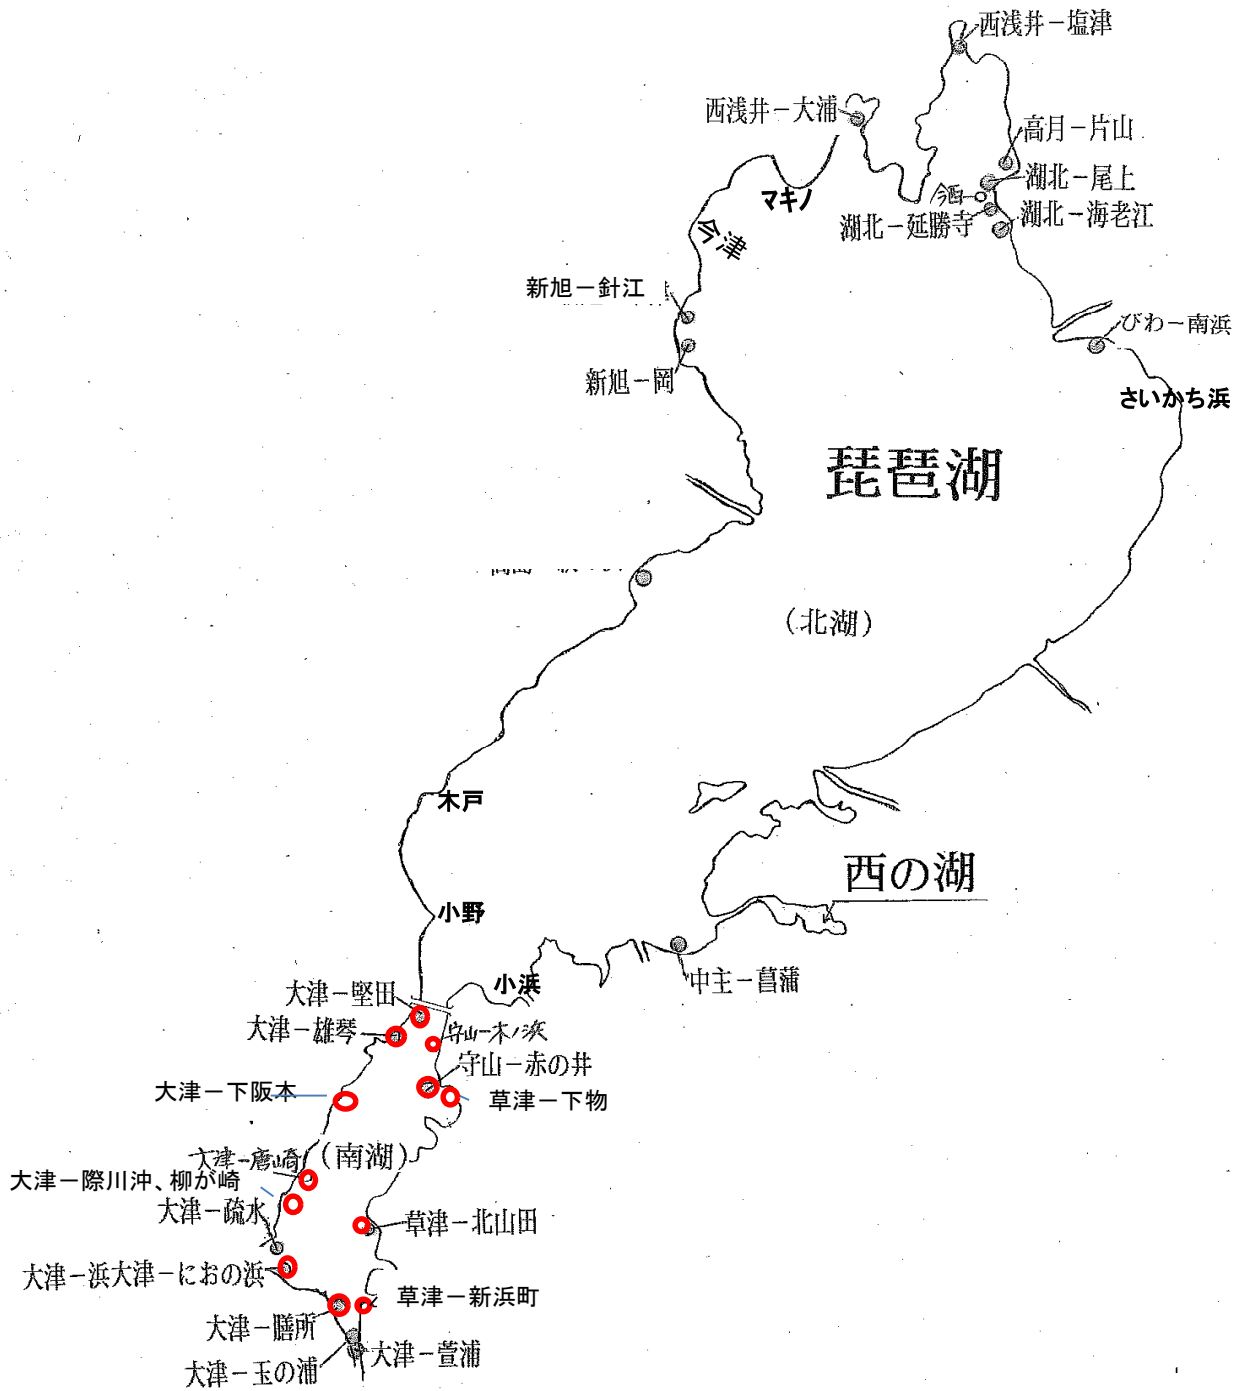 西浅井－塩津
西浅井－大浦
高月－片山
湖北－尾上
今西
湖北－延勝寺
湖北－海老江
マキノ
今津
新旭－針江
新旭－岡
びわ－南浜
さいかち浜
琵琶湖
（北湖）
木戸
西の湖
小野
小浜
中主－菖蒲
大津－堅田
大津－雄琴
守山－木ノ浜
守山－赤の井
大津－下阪本
草津－下物
（南湖）
大津－唐崎
大津－際川沖、柳が崎
大津－疏水
草津－北山田
大津－浜大津－におの浜
草津－新浜町
大津－膳所
大津－萱浦
大津－玉の浦